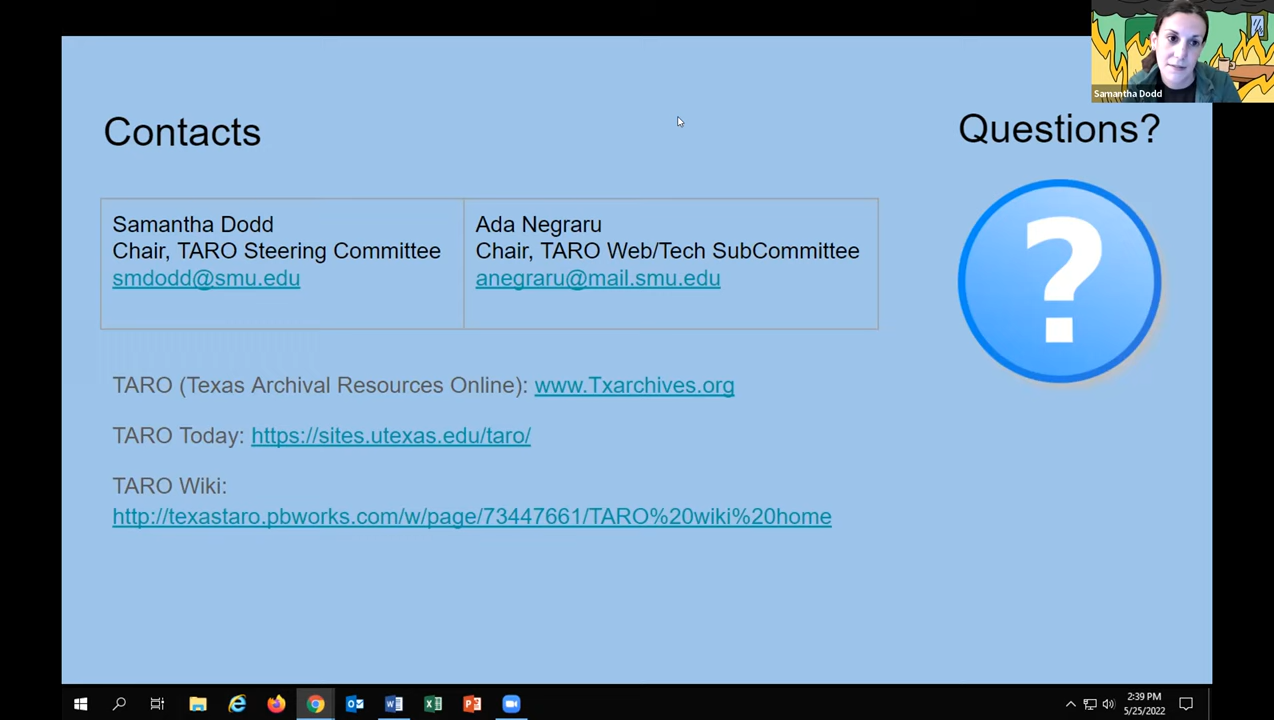 Samantha Dodd
Contacts
Questions?
Samantha Dodd
Chair, TARO Steering Committee
smdodd@smu.edu
Ada Negraru
Chair, TARO Web/Tech SubCommittee
anegraru@mail.smu.edu
?
TARO (Texas Archival Resources Online): www.Txarchives.org
TARO Today: https://sites.utexas.edu/taro/
TARO Wiki:
http://texastaro.pbworks.com/w/page/73447661/TARO%20wiki%20home
2:39 PM
5/25/2022